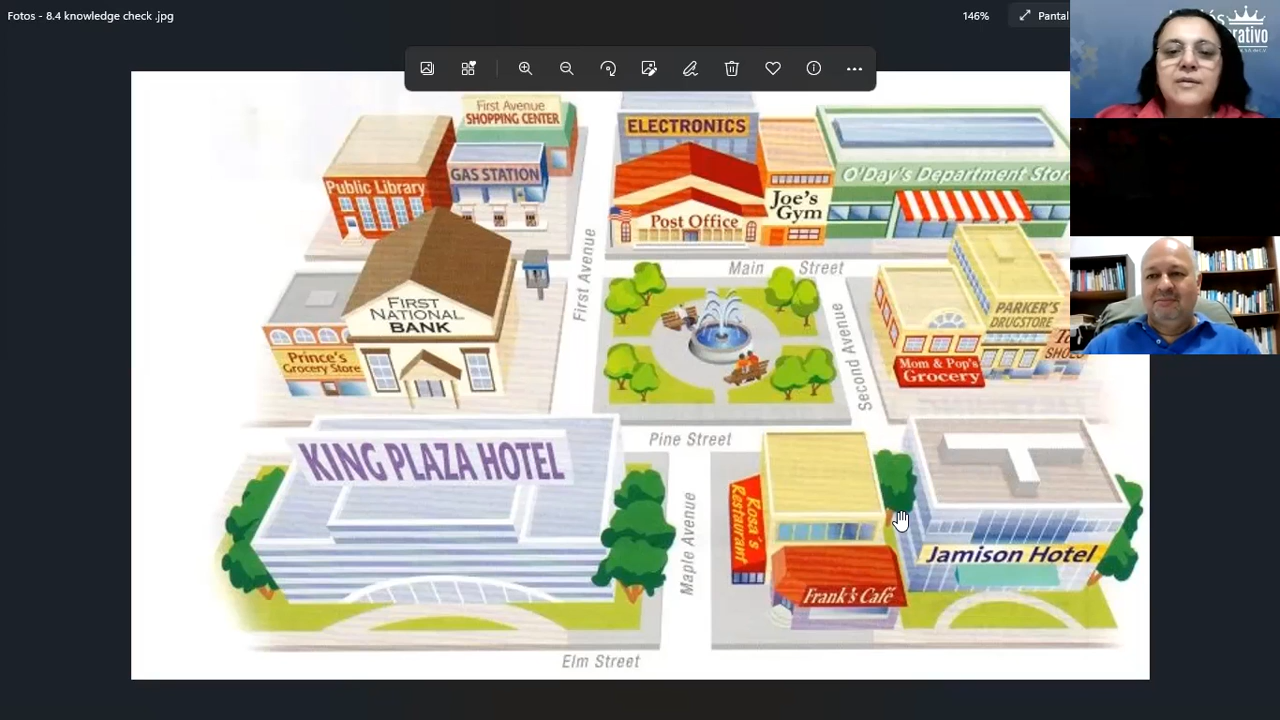 Fotos - 8.4 knowledge check .jpg
146%
Pantal
First Avenue
SHOPPING CENTER
ELECTRONICS
GAS STATION
Public Library
O'Day's Department Stor
Joe's
Gym
Post Office
Main Street
First Avenue
FIRST
NATIONAL
BANK
Prince's
Grocery Store
Second Avenue
PARKER'S
DRUGSTORE
SHOES
Mom & Pop's
Grocery
KING PLAZA HOTEL
Pine Street
Rosa's
Restaurant
Maple Avenue
Jamison Hotel
Frank's Café
Elm Street